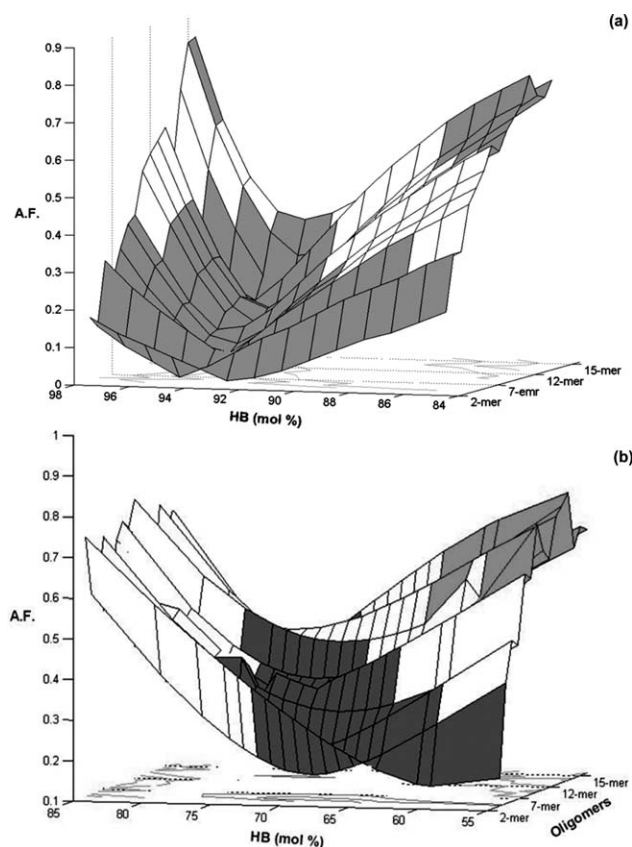 (a)
0.9
0.8
0.7
0.6
0.5
A.F.
0.4
0.3
0.2
0.1
0
98
96
94
92
90
88
86
84
HB (mol %)
2-mer
7-emr
12-mer
15-mer
(b)
1
0.9
0.8
0.7
0.6
A.F.
0.5
0.4
0.3
0.2
0.1
85
80
75
70
65
60
55
HB (mol %)
2-mer
7-mer
12-mer
15-mer
Oligomers